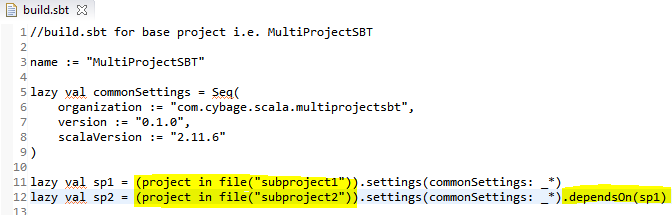 build.sbt
1 //build.sbt for base project i.e. MultiProjectSBT
2
3 name := "MultiProjectSBT"
4
5 lazy val commonSettings = Seq(
6 organization := "com.cybage.scala.multiprojectsbt",
7 version := "0.1.0",
8 scalaVersion := "2.11.6"
9 )
10
11 lazy val sp1 = (project in file("subproject1")).settings(commonSettings: _*)
12 lazy val sp2 = (project in file("subproject2")).settings(commonSettings: _*).dependsOn(sp1)
13